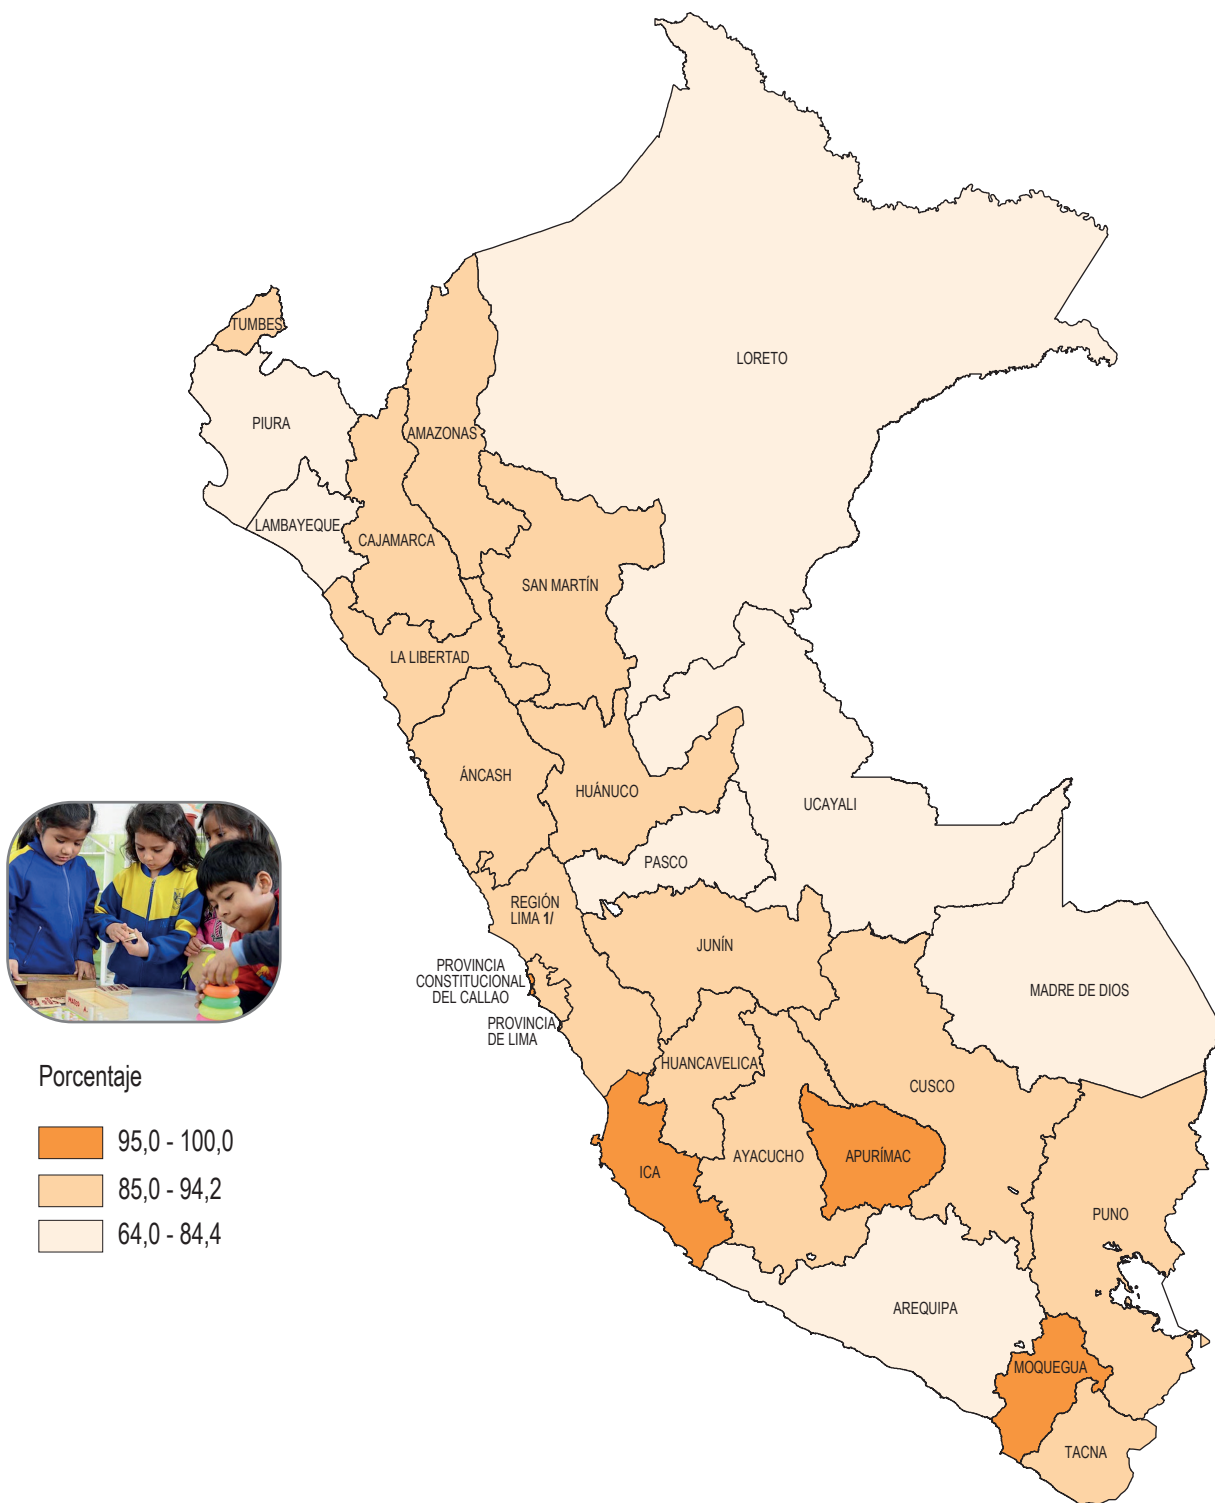 LORETO
TUMBES
PIURA
AMAZONAS
LAMBAYEQUE
CAJAMARCA
SAN MARTÍN
LA LIBERTAD
ÁNCASH
HUÁNUCO
UCAYALI
PASCO
REGIÓN
LIMA 1/
JUNÍN
PROVINCIA
CONSTITUCIONAL
DEL CALLAO
MADRE DE DIOS
PROVINCIA
DE LIMA
HUANCAVELICA
CUSCO
AYACUCHO
APURÍMAC
ICA
PUNO
AREQUIPA
MOQUEGUA
TACNA
Porcentaje
95,0 - 100,0
85,0 - 94,2
64,0 - 84,4